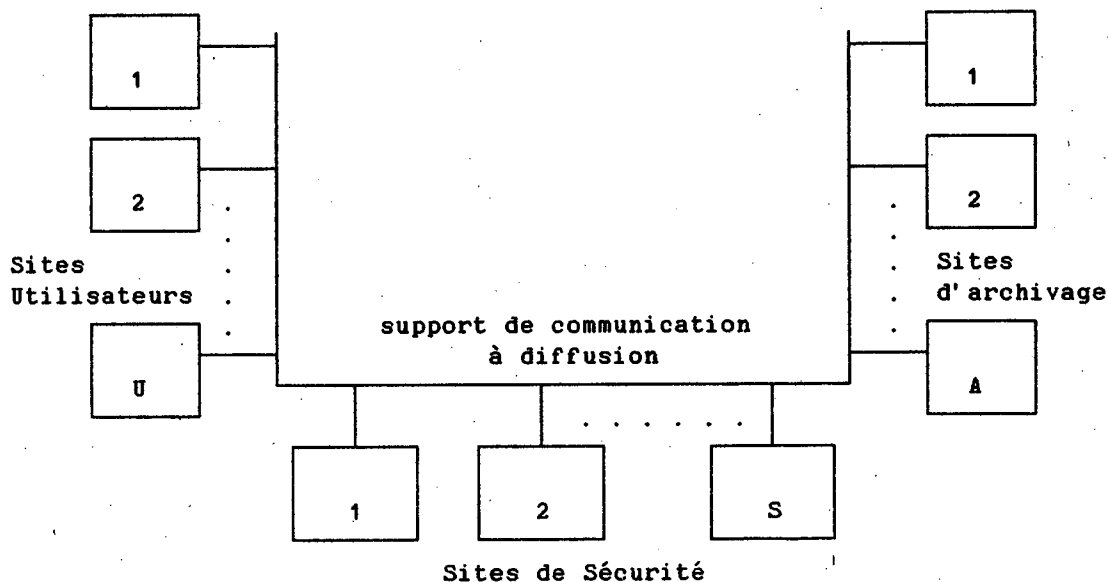 1
1
2
2
Sites
Utilisateurs
Sites
d'archivage
support de communication
à diffusion
U
A
1
2
S
Sites de Sécurité